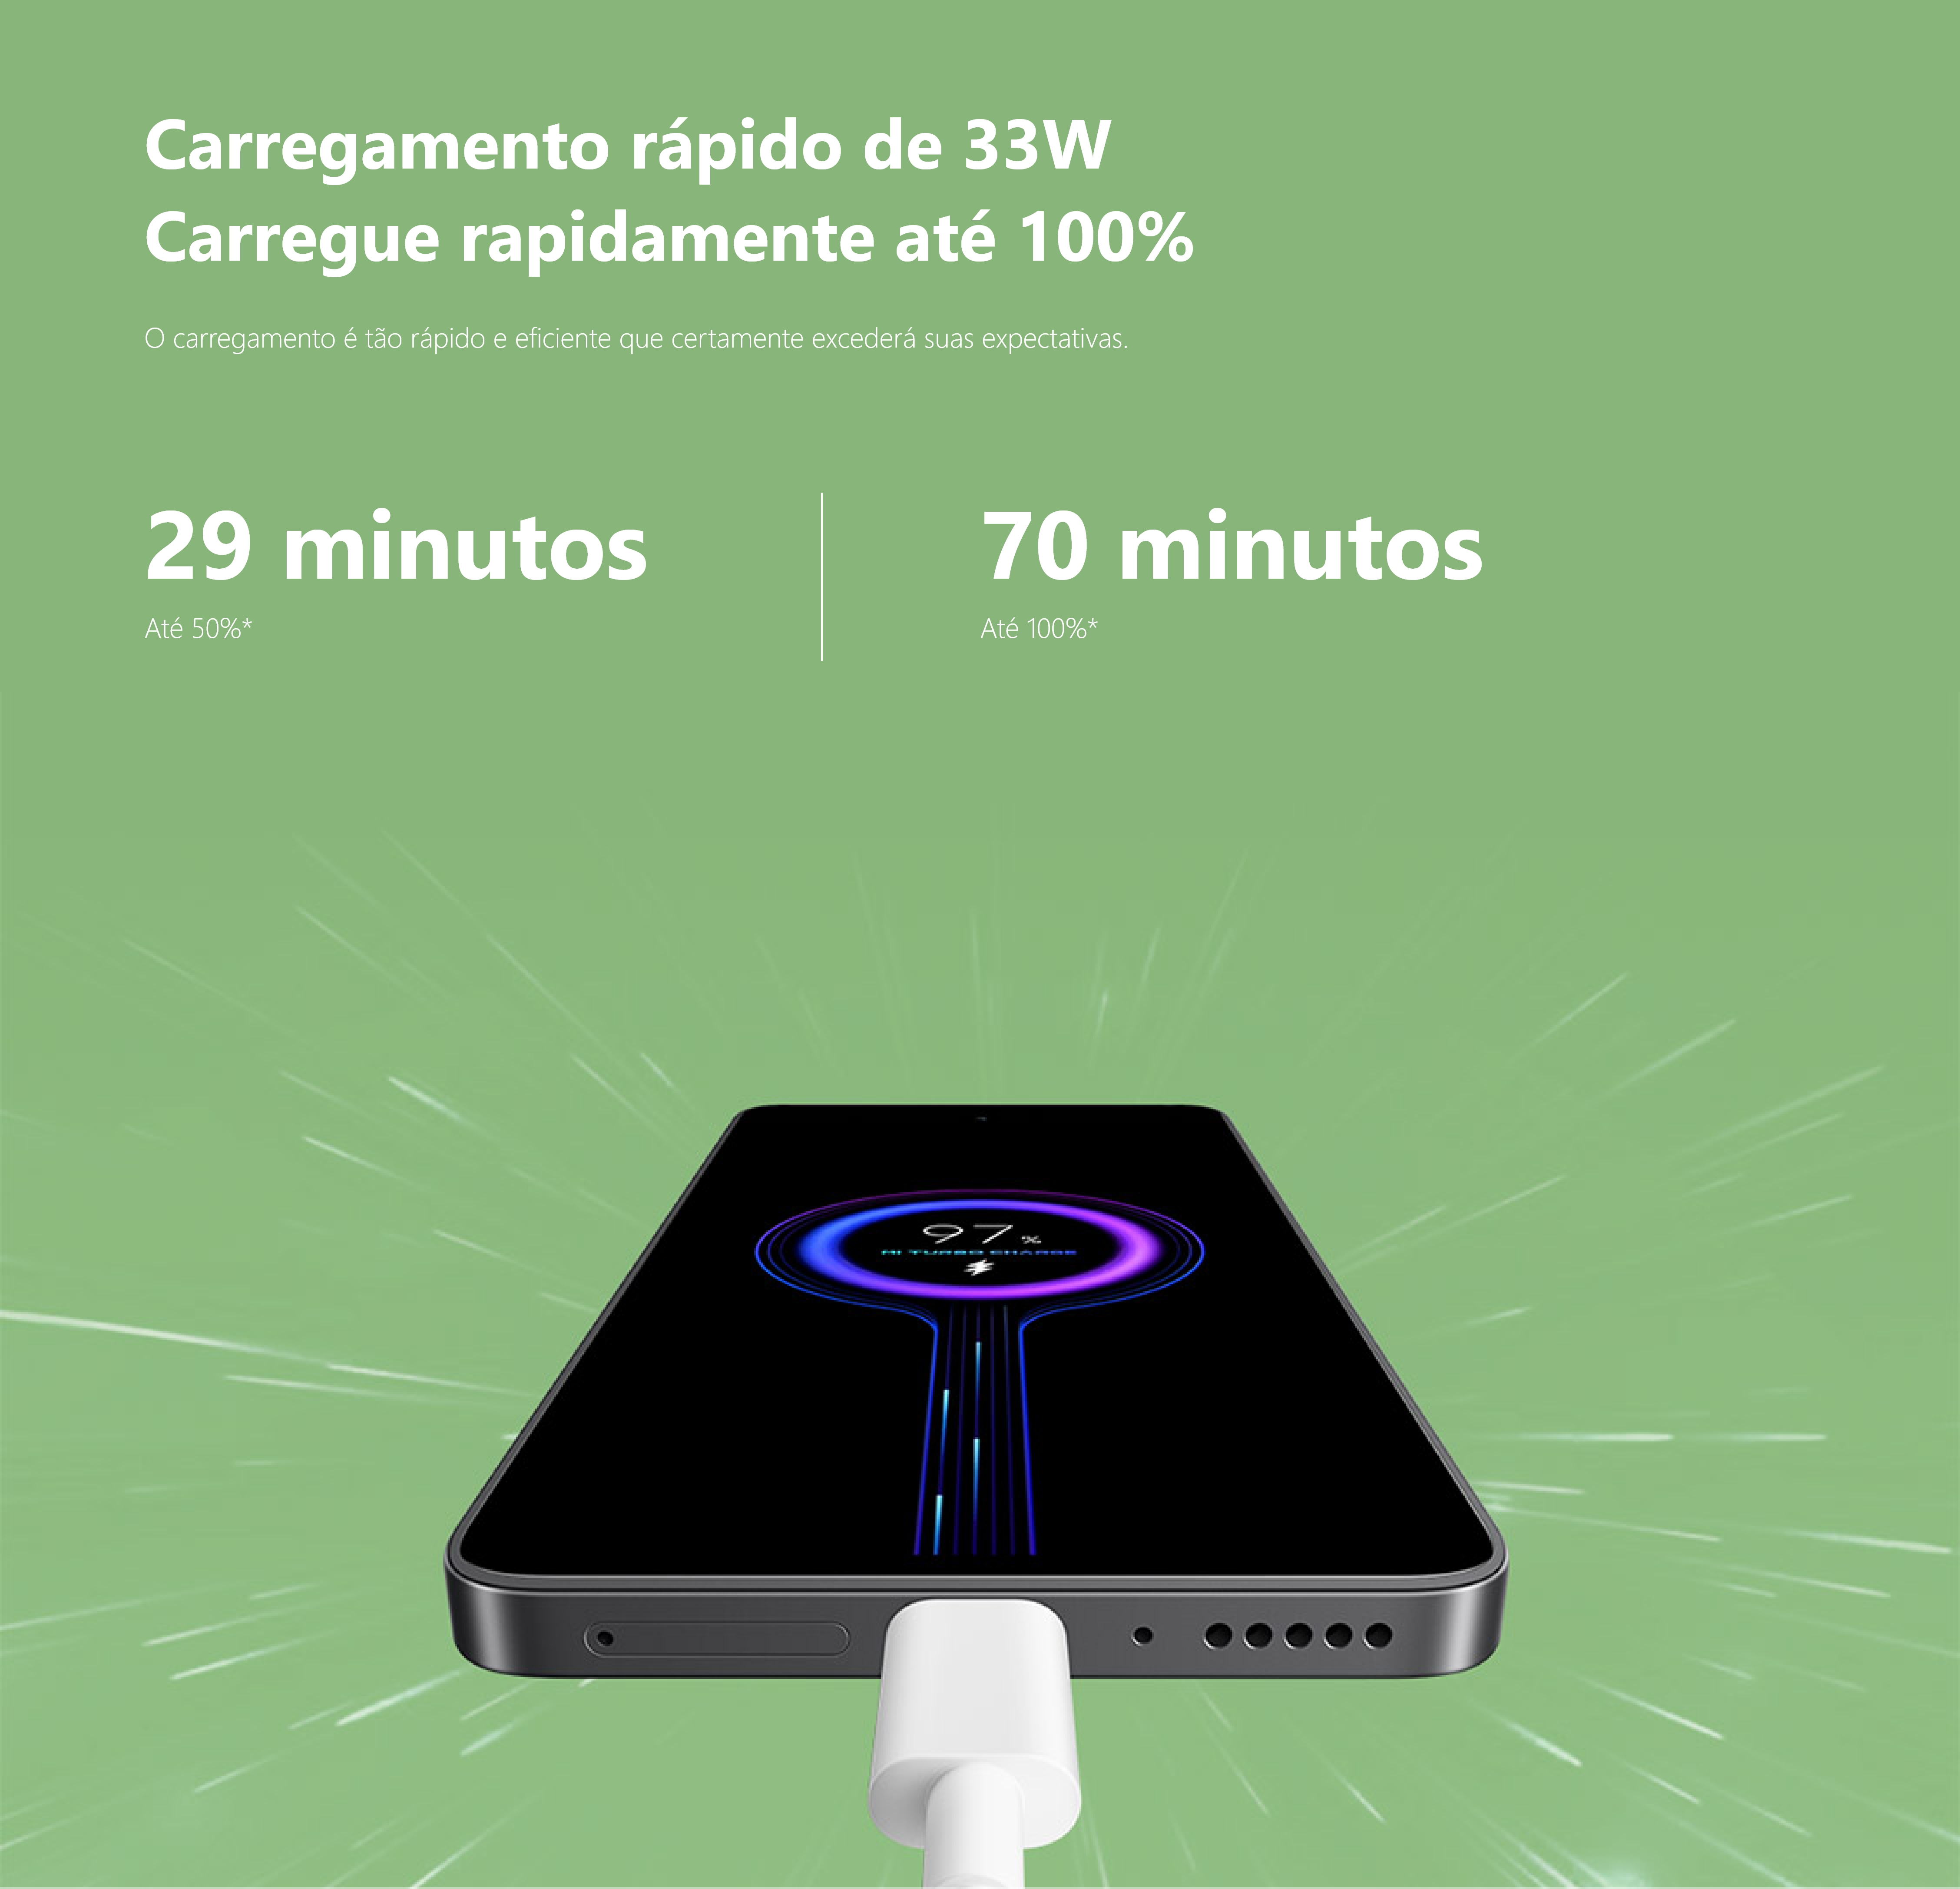 Carregamento rápido de 33W
Carregue rapidamente até 100%
O carregamento é tão rápido e eficiente que certamente excederá suas expectativas.
29 minutos
70 minutos
Até 50%*
Até 100%*
97%
MI TURBO CHARGE